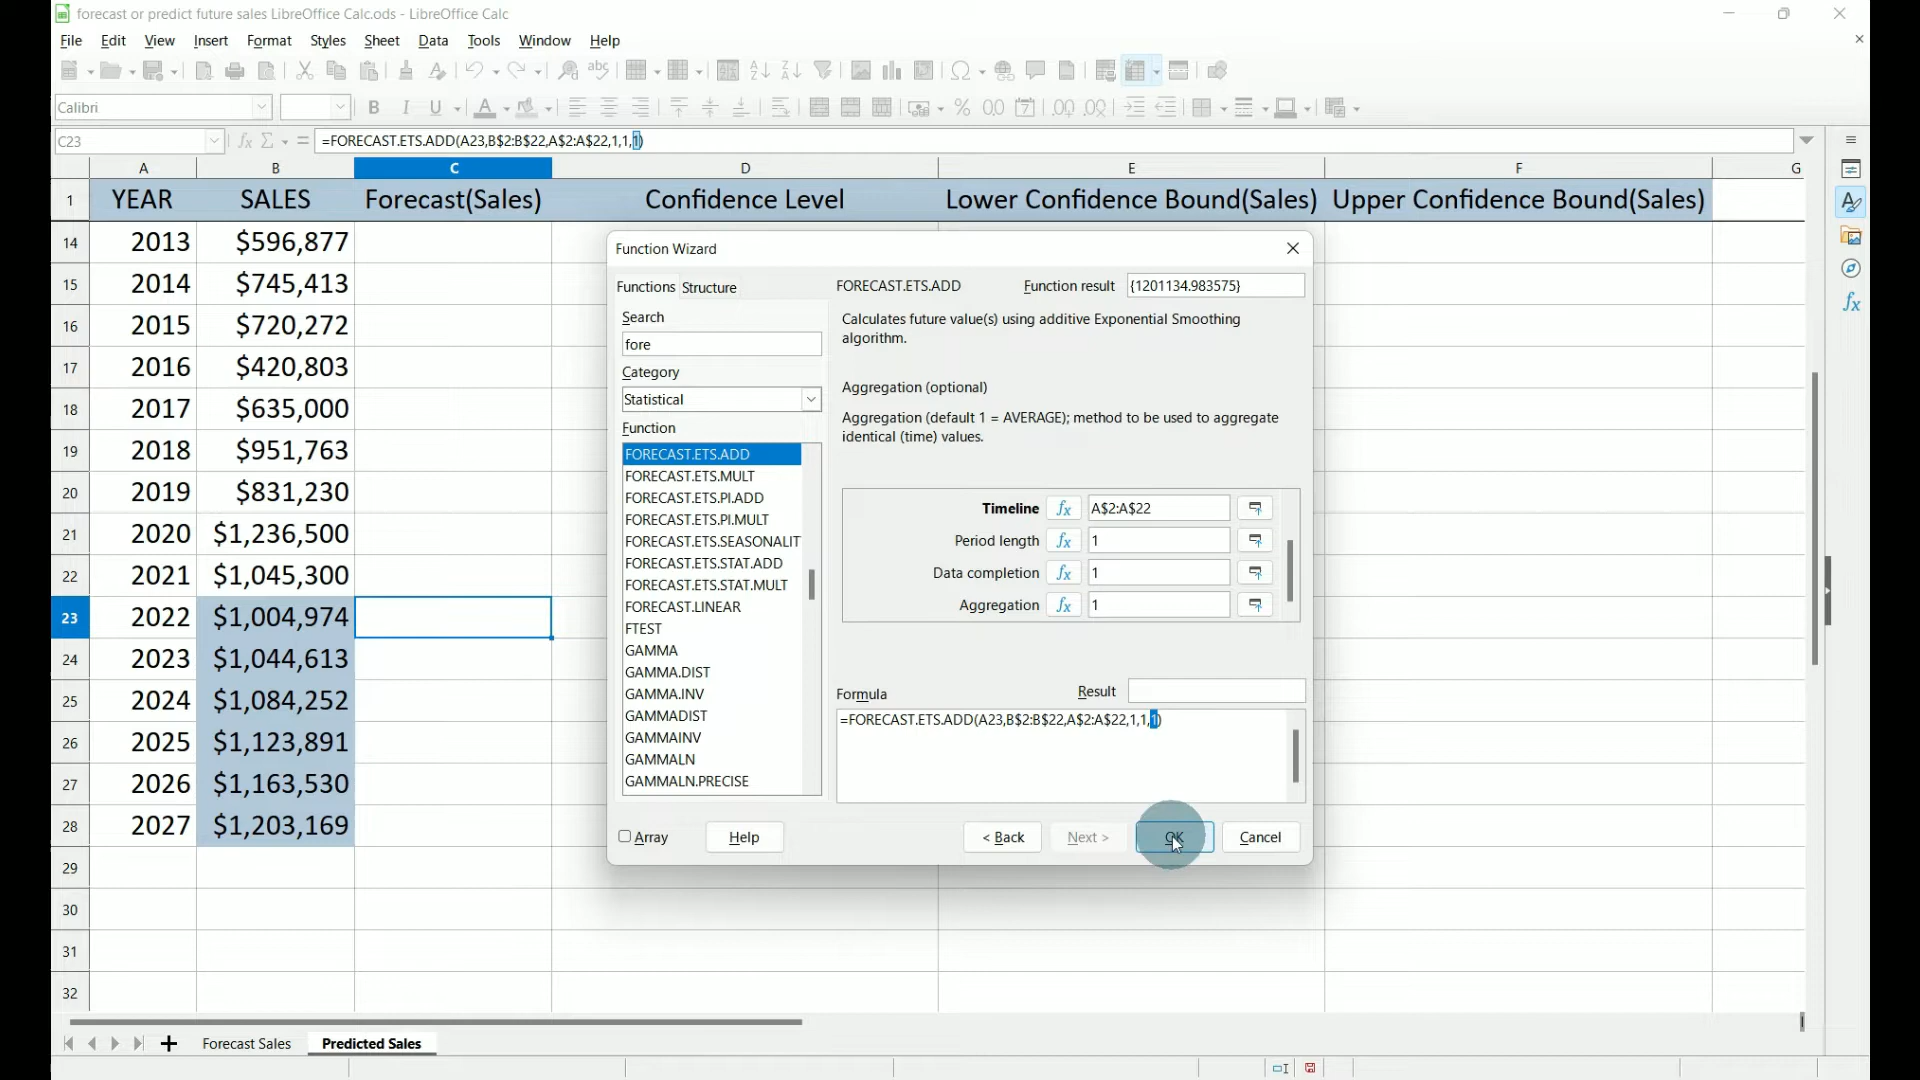 forecast or predict future sales LibreOffice Calc.ods - LibreOffice Calc
File Edit View Insert Format Styles Sheet Data Tools Window Help
Calibri
C23 =FORECAST.ETS.ADD(A23,B$2:B$22,A$2:A$22,1,1,1)
A B C D E F G
1 YEAR SALES Forecast(Sales) Confidence Level Lower Confidence Bound(Sales) Upper Confidence Bound(Sales)
14 2013 $596,877
15 2014 $745,413
16 2015 $720,272
17 2016 $420,803
18 2017 $635,000
19 2018 $951,763
20 2019 $831,230
21 2020 $1,236,500
22 2021 $1,045,300
23 2022 $1,004,974
24 2023 $1,044,613
25 2024 $1,084,252
26 2025 $1,123,891
27 2026 $1,163,530
28 2027 $1,203,169
29
30
31
32
Function Wizard
Functions Structure
Search
fore
Category
Statistical
Function
FORECAST.ETS.ADD
FORECAST.ETS.MULT
FORECAST.ETS.PI.ADD
FORECAST.ETS.PI.MULT
FORECAST.ETS.SEASONALIT
FORECAST.ETS.STAT.ADD
FORECAST.ETS.STAT.MULT
FORECAST.LINEAR
FTEST
GAMMA
GAMMA.DIST
GAMMA.INV
GAMMADIST
GAMMAINV
GAMMALN
GAMMALN.PRECISE
FORECAST.ETS.ADD Function result {1201134.983575}
Calculates future value(s) using additive Exponential Smoothing
algorithm.
Aggregation (optional)
Aggregation (default 1 = AVERAGE); method to be used to aggregate
identical (time) values.
Timeline fx A$2:A$22
Period length fx 1
Data completion fx 1
Aggregation fx 1
Formula Result
=FORECAST.ETS.ADD(A23,B$2:B$22,A$2:A$22,1,1,1)
Array Help < Back Next > OK Cancel
Forecast Sales Predicted Sales